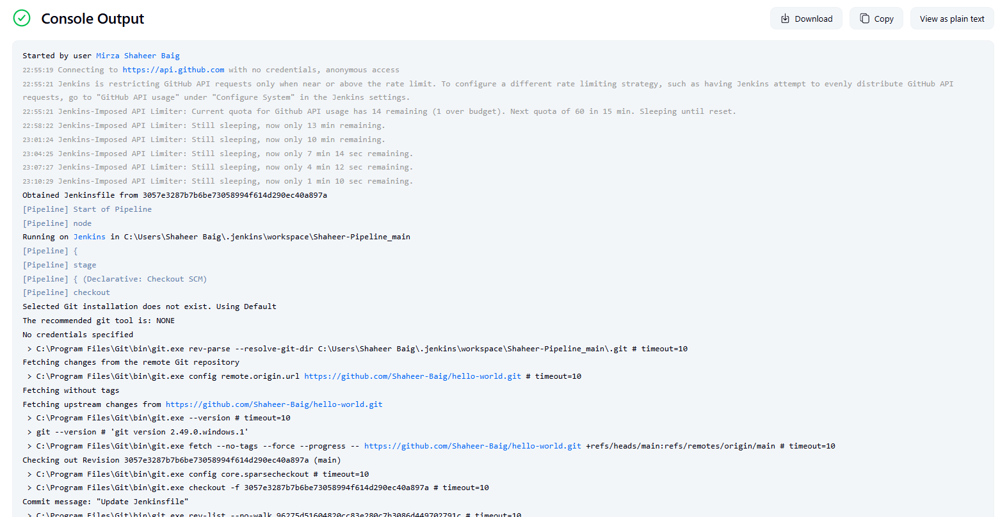 Console Output
Download
Copy
View as plain text
Started by user Mirza Shaheer Baig
22:55:19 Connecting to https://api.github.com with no credentials, anonymous access
22:55:21 Jenkins is restricting GitHub API requests only when near or above the rate limit. To configure a different rate limiting strategy, such as having Jenkins attempt to evenly distribute GitHub API
requests, go to "GitHub API usage" under "Configure System" in the Jenkins settings.
22:55:21 Jenkins-Imposed API Limiter: Current quota for Github API usage has 14 remaining (1 over budget). Next quota of 60 in 15 min. Sleeping until reset.
22:58:22 Jenkins-Imposed API Limiter: Still sleeping, now only 13 min remaining.
23:01:24 Jenkins-Imposed API Limiter: Still sleeping, now only 10 min remaining.
23:04:25 Jenkins-Imposed API Limiter: Still sleeping, now only 7 min 14 sec remaining.
23:07:27 Jenkins-Imposed API Limiter: Still sleeping, now only 4 min 12 sec remaining.
23:10:29 Jenkins-Imposed API Limiter: Still sleeping, now only 1 min 10 sec remaining.
Obtained Jenkinsfile from 3057e3287b7b6be73058994f614d290ec40a897a
[Pipeline] Start of Pipeline
[Pipeline] node
Running on Jenkins in C:\Users\Shaheer Baig\.jenkins\workspace\Shaheer-Pipeline_main
[Pipeline] {
[Pipeline] stage
[Pipeline] { (Declarative: Checkout SCM)
[Pipeline] checkout
Selected Git installation does not exist. Using Default
The recommended git tool is: NONE
No credentials specified
> C:\Program Files\Git\bin\git.exe rev-parse --resolve-git-dir C:\Users\Shaheer Baig\.jenkins\workspace\Shaheer-Pipeline_main\.git # timeout=10
Fetching changes from the remote Git repository
> C:\Program Files\Git\bin\git.exe config remote.origin.url https://github.com/Shaheer-Baig/hello-world.git # timeout=10
Fetching without tags
Fetching upstream changes from https://github.com/Shaheer-Baig/hello-world.git
> C:\Program Files\Git\bin\git.exe --version # timeout=10
> git --version # 'git version 2.49.0.windows.1'
> C:\Program Files\Git\bin\git.exe fetch --no-tags --force --progress -- https://github.com/Shaheer-Baig/hello-world.git +refs/heads/main:refs/remotes/origin/main # timeout=10
Checking out Revision 3057e3287b7b6be73058994f614d290ec40a897a (main)
> C:\Program Files\Git\bin\git.exe config core.sparsecheckout # timeout=10
> C:\Program Files\Git\bin\git.exe checkout -f 3057e3287b7b6be73058994f614d290ec40a897a # timeout=10
Commit message: "Update Jenkinsfile"
> C:\Program Files\Git\bin\git.exe rev-list --no-walk 96275d51604820cc83e280c7b3086d449702791c # timeout=10